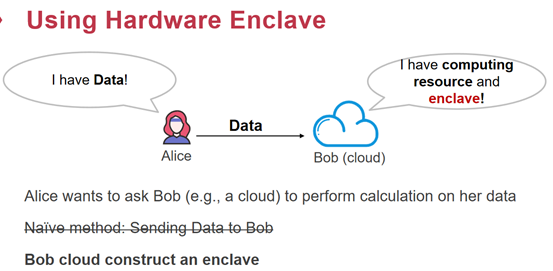 Using Hardware Enclave
I have Data!
I have computing
resource and
enclave!
Data
Alice
Bob (cloud)
Alice wants to ask Bob (e.g., a cloud) to perform calculation on her data
Naïve method: Sending Data to Bob
Bob cloud construct an enclave